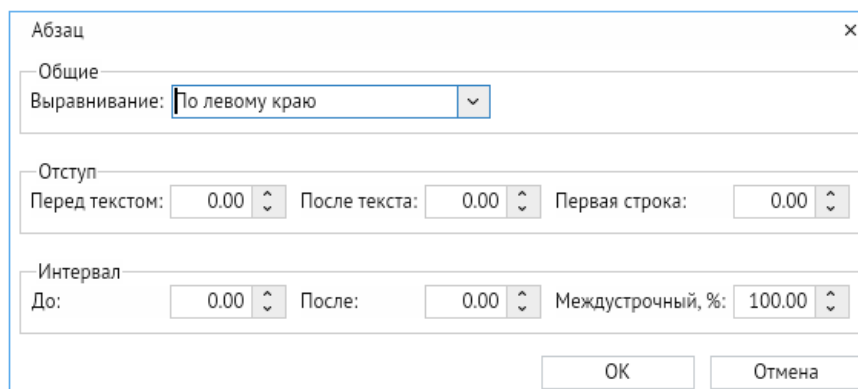 Абзац
Общие
Выравнивание: По левому краю
Отступ
Перед текстом: 0.00 После текста: 0.00 Первая строка: 0.00
Интервал
До: 0.00 После: 0.00 Междустрочный, %: 100.00
OK Отмена